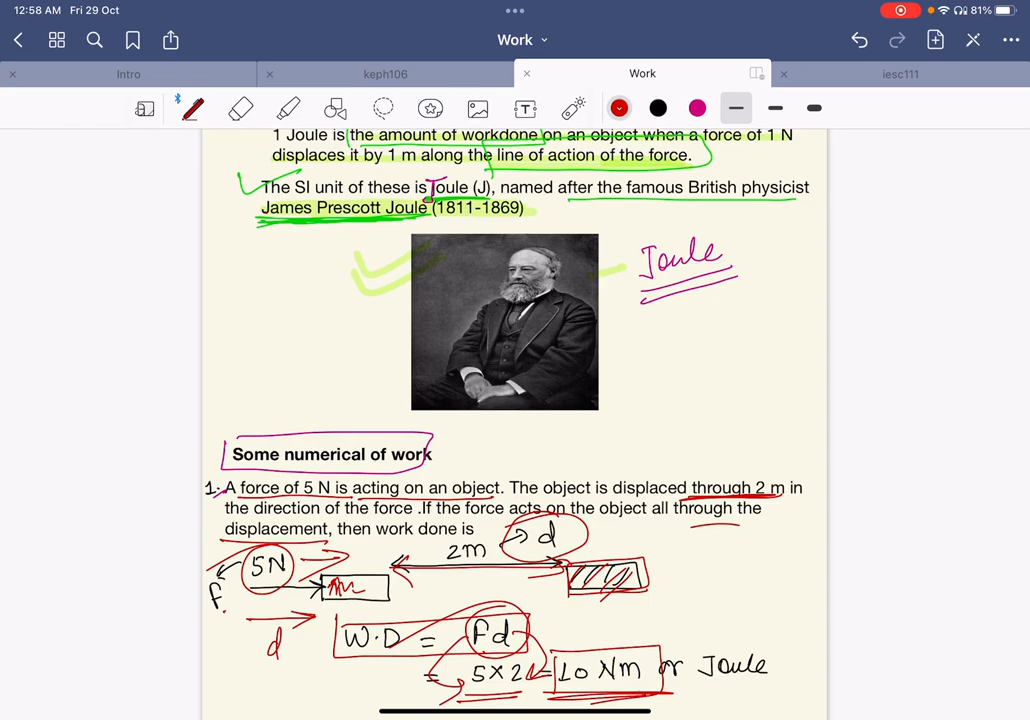 12:58 AM Fri 29 Oct
81%
Work
Intro
keph106
Work
iesc111
1 Joule is the amount of workdone on an object when a force of 1 N
displaces it by 1 m along the line of action of the force.
The SI unit of these is Joule (J), named after the famous British physicist
James Prescott Joule (1811-1869)
Joule
Some numerical of work
1. A force of 5 N is acting on an object. The object is displaced through 2 m in
the direction of the force .If the force acts on the object all through the
displacement, then work done is
2m → d
5N
f
d
W.D = Fd
= 5×2 = 10 Nm or Joule